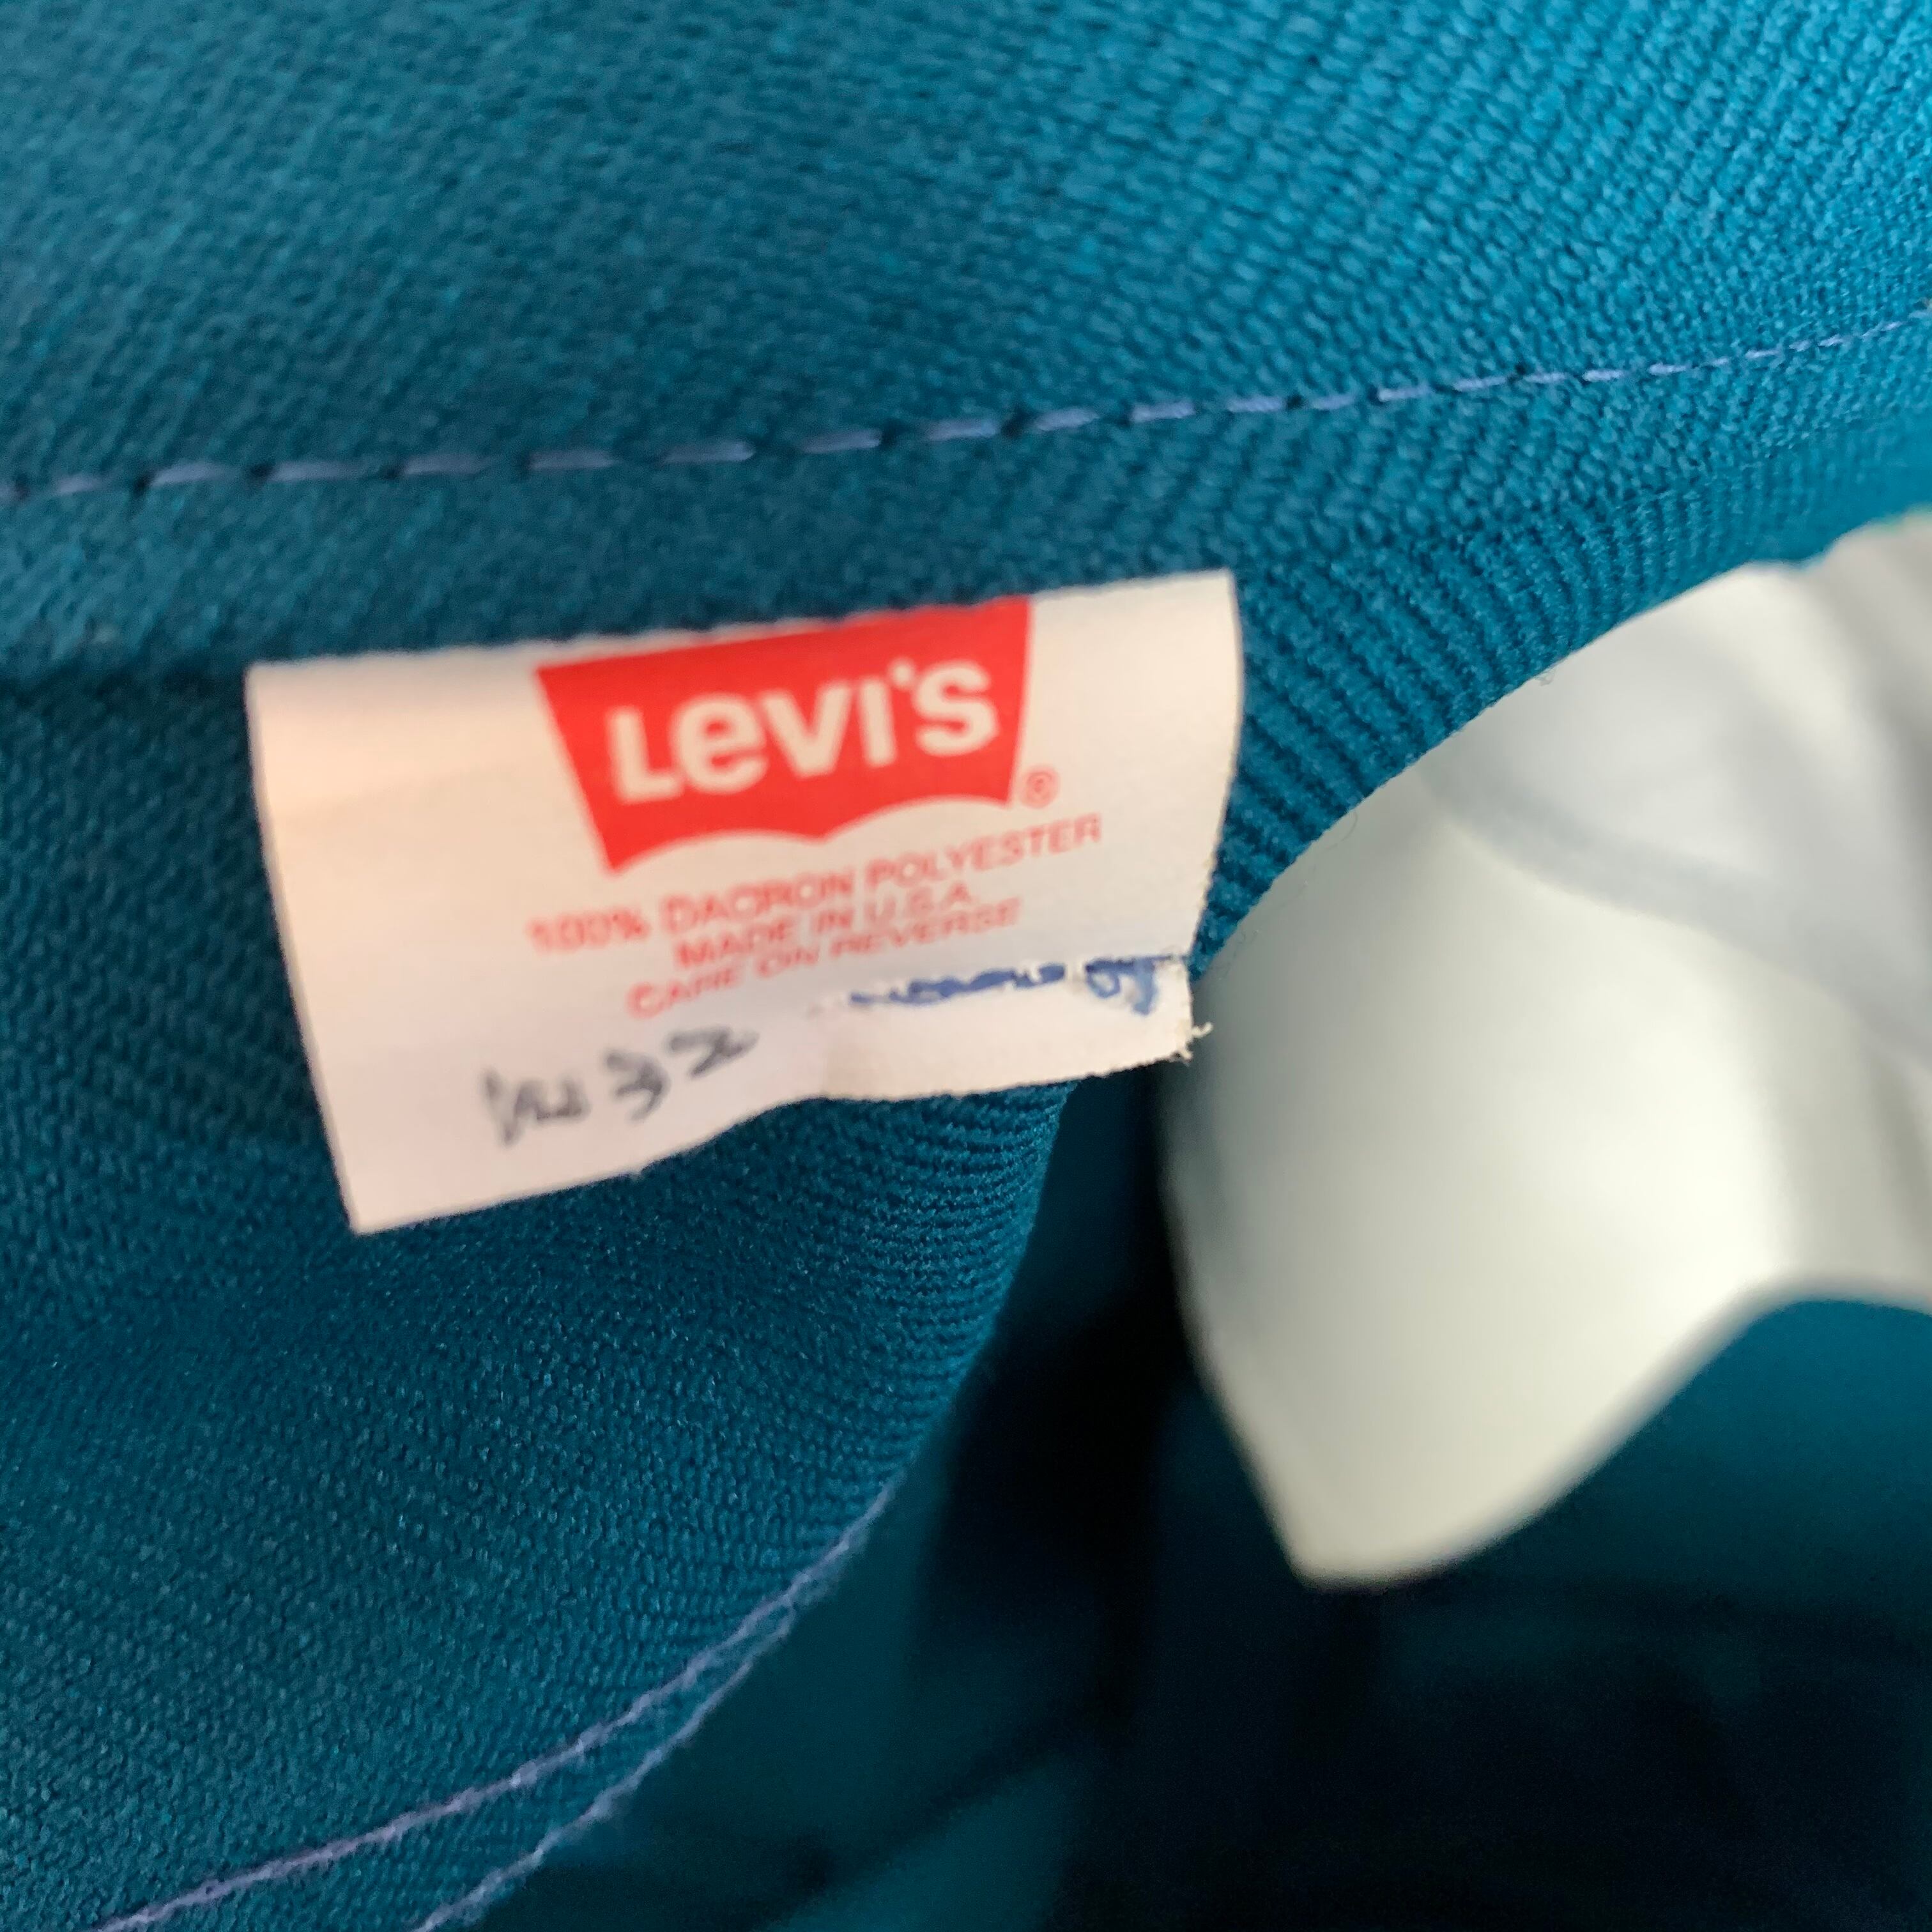 Levi's ®
100% DACRON POLYESTER
MADE IN U.S.A.
CARE ON REVERSE
W32